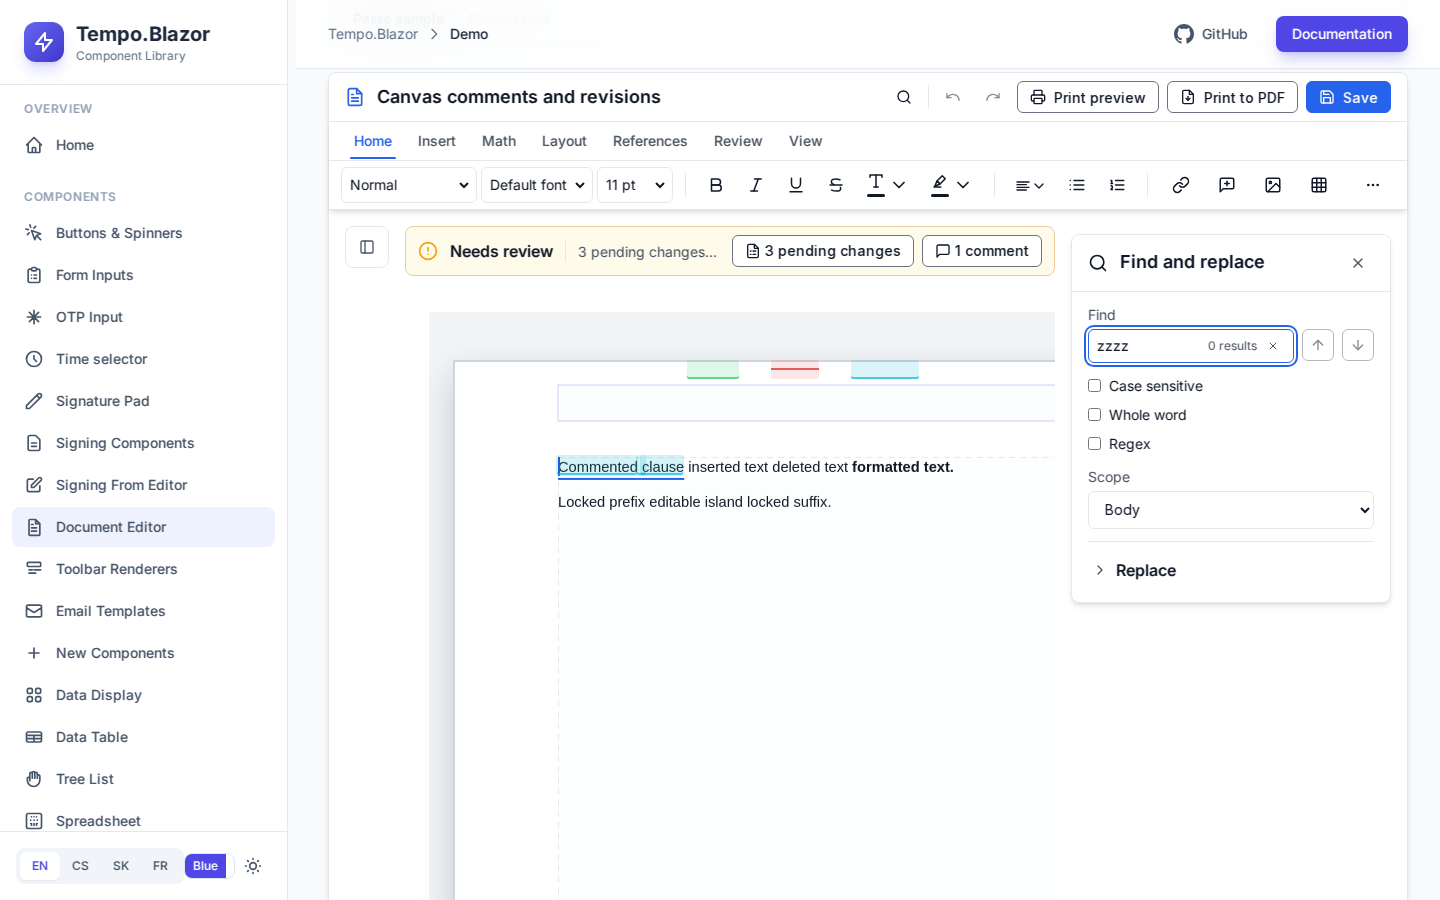 Tempo.Blazor
Component Library
OVERVIEW
Home
COMPONENTS
Buttons & Spinners
Form Inputs
OTP Input
Time selector
Signature Pad
Signing Components
Signing From Editor
Document Editor
Toolbar Renderers
Email Templates
New Components
Data Display
Data Table
Tree List
Spreadsheet
EN CS SK FR Blue
Tempo.Blazor > Demo
GitHub
Documentation
Canvas comments and revisions
Print preview
Print to PDF
Save
Home Insert Math Layout References Review View
Normal Default font 11 pt
Needs review 3 pending changes... 3 pending changes 1 comment
Commented clause inserted text deleted text formatted text.
Locked prefix editable island locked suffix.
Find and replace
Find
zzzz 0 results
Case sensitive
Whole word
Regex
Scope
Body
Replace